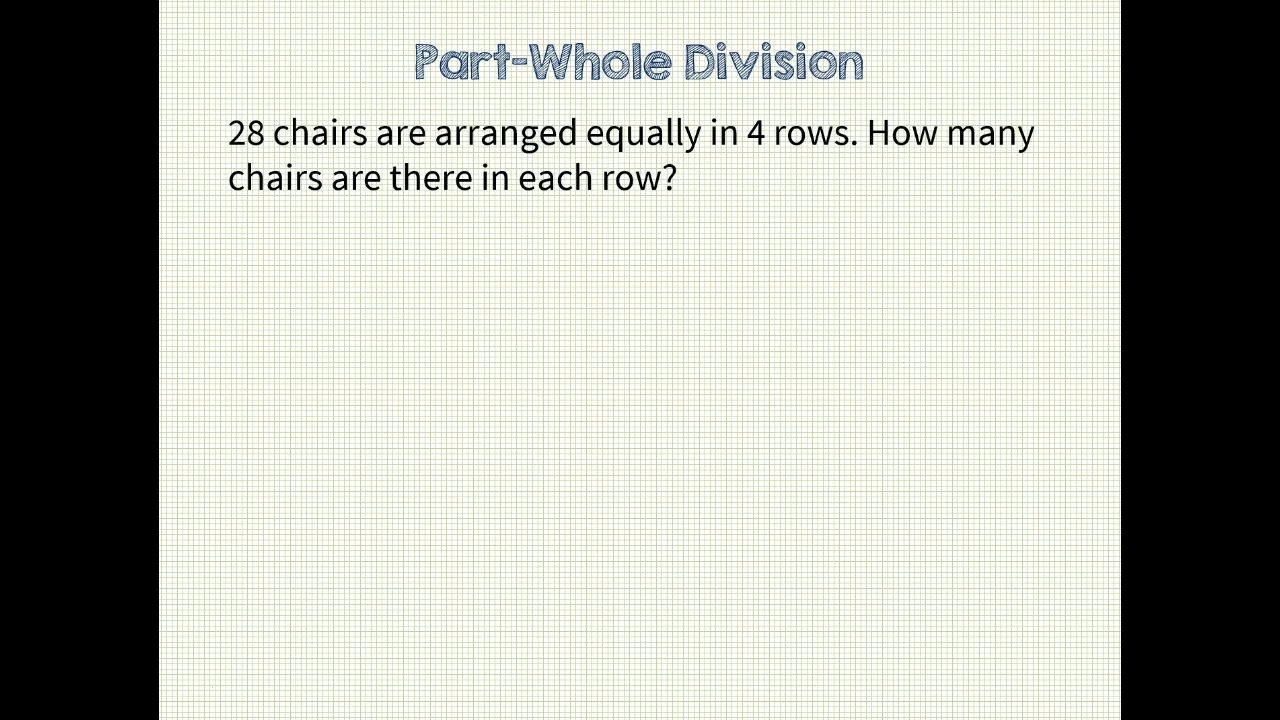 Part-Whole Division
28 chairs are arranged equally in 4 rows. How many
chairs are there in each row?